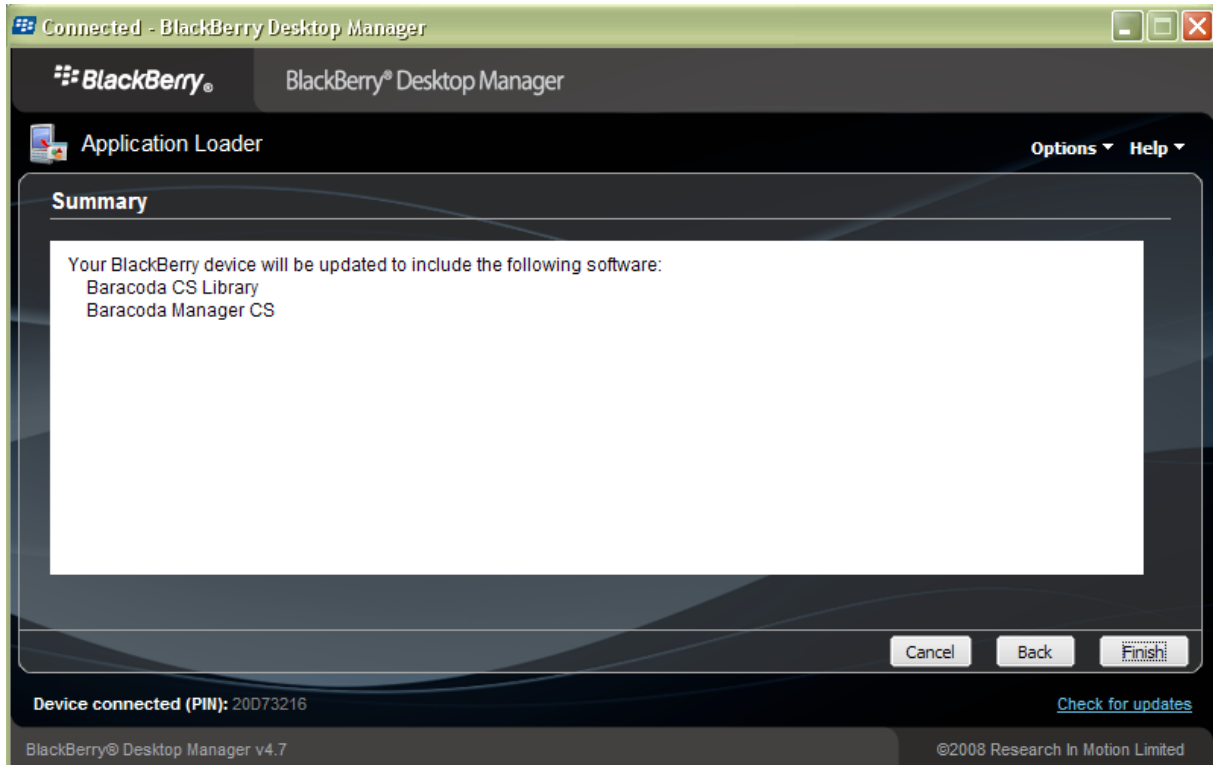 Connected - BlackBerry Desktop Manager
BlackBerry® BlackBerry® Desktop Manager
Application Loader
Options Help
Summary
Your BlackBerry device will be updated to include the following software:
Baracoda CS Library
Baracoda Manager CS
Cancel Back Finish
Device connected (PIN): 20D73216 Check for updates
BlackBerry® Desktop Manager v4.7 ©2008 Research In Motion Limited